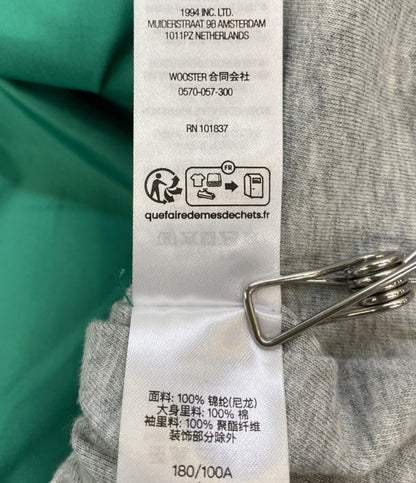 1994 INC. LTD.
MUIDERSTRAAT 9B AMSTERDAM
1011PZ NETHERLANDS
WOOSTER 合同会社
0570-057-300
RN 101837
FR
quefairedemesdechets.fr
面料: 100% 锦纶(尼龙)
大身里料: 100% 棉
袖里料: 100% 聚酯纤维
装饰部分除外
180/100A